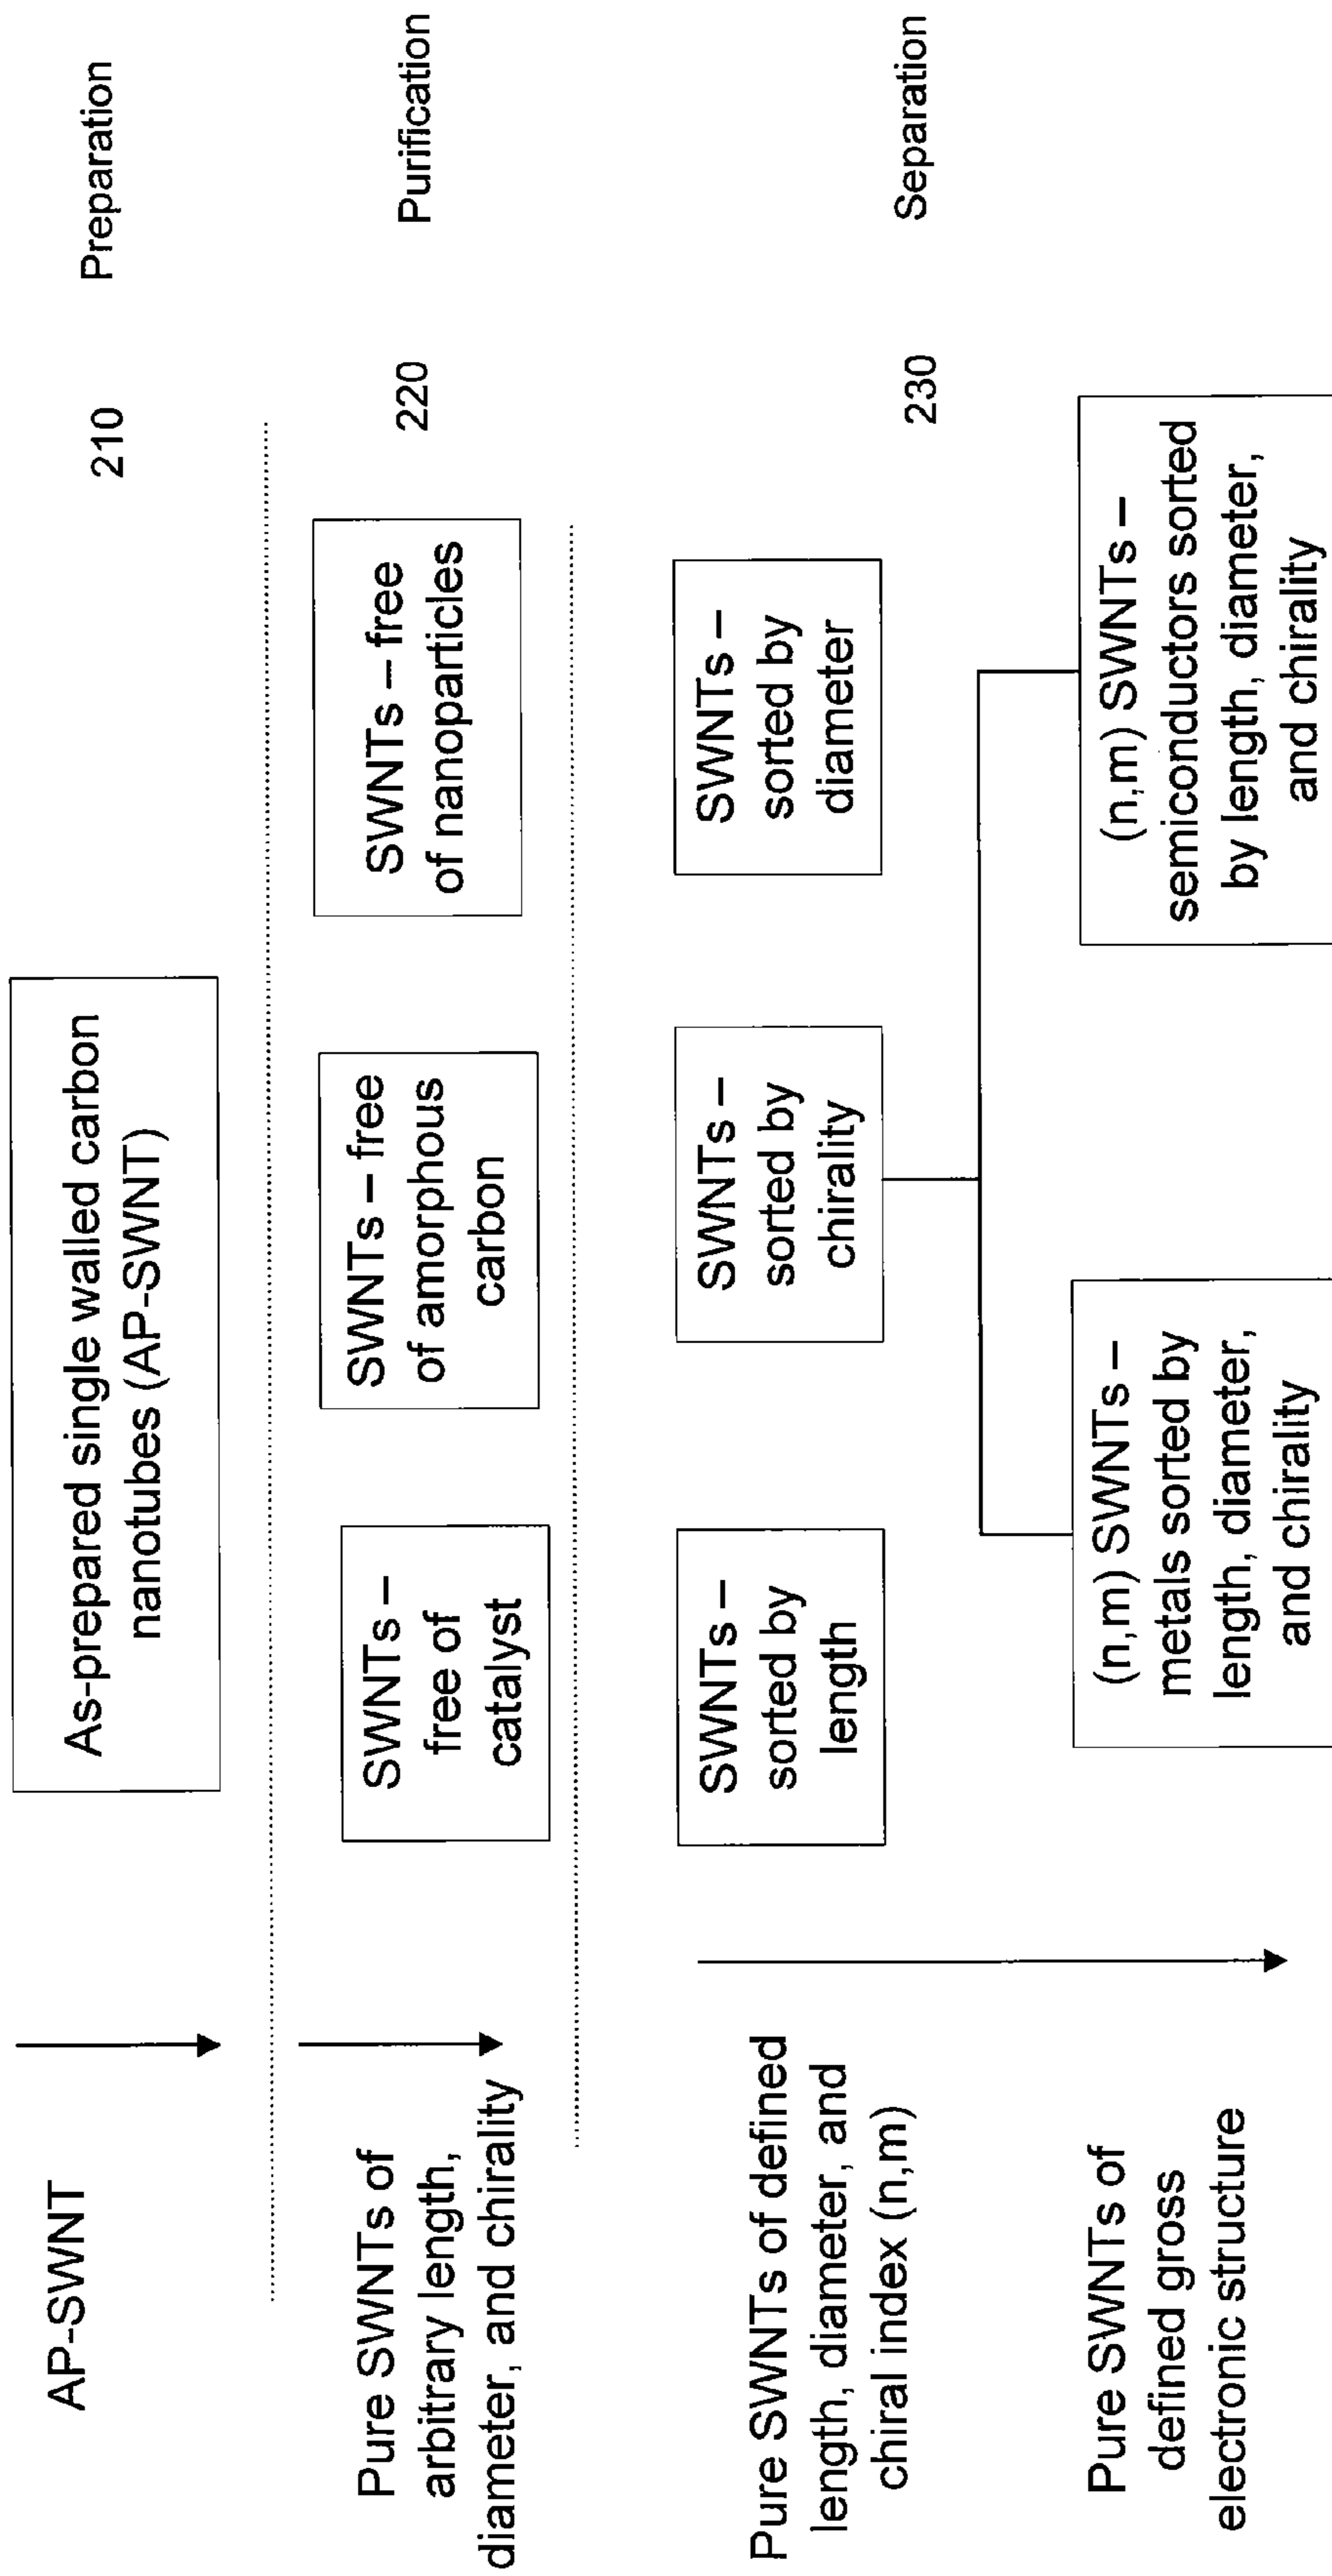 AP-SWNT
As-prepared single walled carbon
nanotubes (AP-SWNT)
210
Preparation
Pure SWNTs of
arbitrary length,
diameter, and chirality
SWNTs –
free of
catalyst
SWNTs – free
of amorphous
carbon
SWNTs – free
of nanoparticles
220
Purification
Pure SWNTs of defined
length, diameter, and
chiral index (n,m)
SWNTs –
sorted by
length
SWNTs –
sorted by
chirality
SWNTs –
sorted by
diameter
230
Separation
Pure SWNTs of
defined gross
electronic structure
(n,m) SWNTs –
metals sorted by
length, diameter,
and chirality
(n,m) SWNTs –
semiconductors sorted
by length, diameter,
and chirality